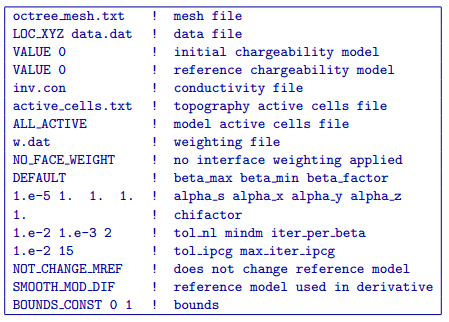 octree_mesh.txt ! mesh file
LOC_XYZ data.dat ! data file
VALUE 0 ! initial chargeability model
VALUE 0 ! reference chargeability model
inv.con ! conductivity file
active_cells.txt ! topography active cells file
ALL_ACTIVE ! model active cells file
w.dat ! weighting file
NO_FACE_WEIGHT ! no interface weighting applied
DEFAULT ! beta_max beta_min beta_factor
1.e-5 1. 1. 1. ! alpha_s alpha_x alpha_y alpha_z
1. ! chifactor
1.e-2 1.e-3 2 ! tol_nl mindm iter_per_beta
1.e-2 15 ! tol_ipcg max_iter_ipcg
NOT_CHANGE_MREF ! does not change reference model
SMOOTH_MOD_DIF ! reference model used in derivative
BOUNDS_CONST 0 1 ! bounds